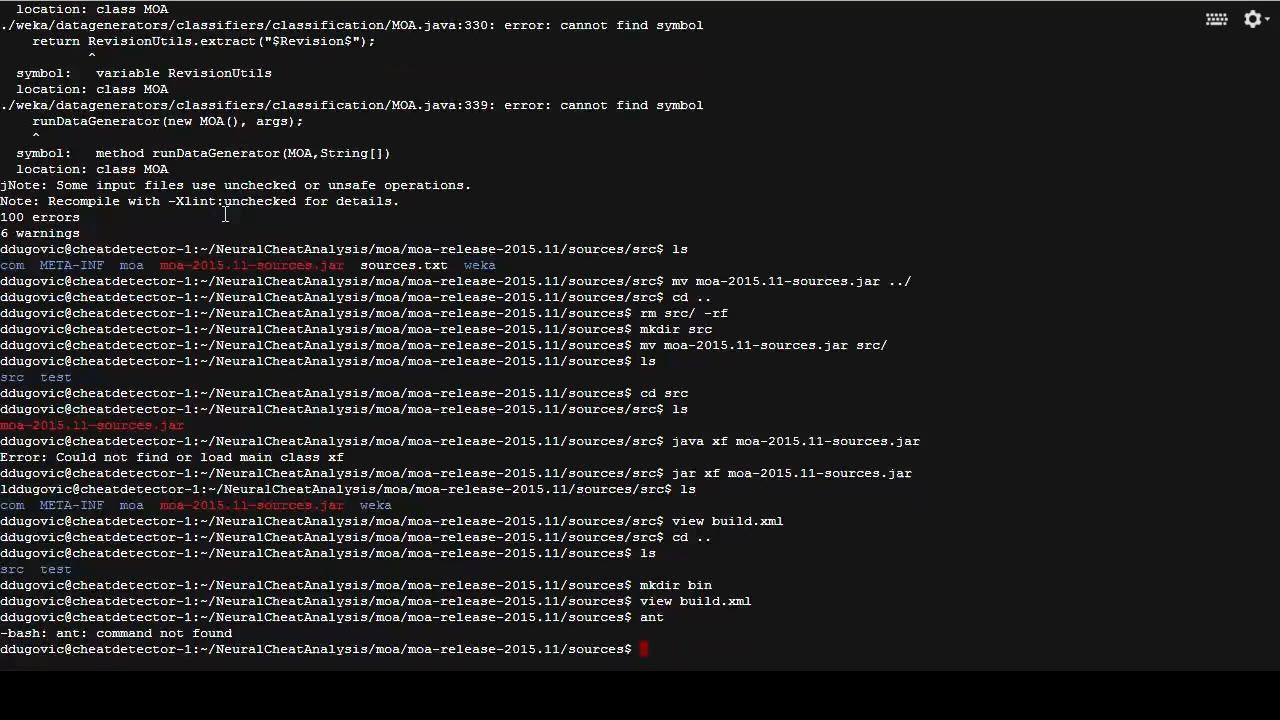 location: class MOA
./weka/datagenerators/classifiers/classification/MOA.java:330: error: cannot find symbol
    return RevisionUtils.extract("$Revision$");
           ^
  symbol:   variable RevisionUtils
  location: class MOA
./weka/datagenerators/classifiers/classification/MOA.java:339: error: cannot find symbol
    runDataGenerator(new MOA(), args);
    ^
  symbol:   method runDataGenerator(MOA,String[])
  location: class MOA
jNote: Some input files use unchecked or unsafe operations.
Note: Recompile with -Xlint:unchecked for details.
100 errors
6 warnings
ddugovic@cheatdetector-1:~/NeuralCheatAnalysis/moa/moa-release-2015.11/sources/src$ ls
com  META-INF  moa  moa-2015.11-sources.jar  sources.txt  weka
ddugovic@cheatdetector-1:~/NeuralCheatAnalysis/moa/moa-release-2015.11/sources/src$ mv moa-2015.11-sources.jar ../
ddugovic@cheatdetector-1:~/NeuralCheatAnalysis/moa/moa-release-2015.11/sources/src$ cd ..
ddugovic@cheatdetector-1:~/NeuralCheatAnalysis/moa/moa-release-2015.11/sources$ rm src/ -rf
ddugovic@cheatdetector-1:~/NeuralCheatAnalysis/moa/moa-release-2015.11/sources$ mkdir src
ddugovic@cheatdetector-1:~/NeuralCheatAnalysis/moa/moa-release-2015.11/sources$ mv moa-2015.11-sources.jar src/
ddugovic@cheatdetector-1:~/NeuralCheatAnalysis/moa/moa-release-2015.11/sources$ ls
src  test
ddugovic@cheatdetector-1:~/NeuralCheatAnalysis/moa/moa-release-2015.11/sources$ cd src
ddugovic@cheatdetector-1:~/NeuralCheatAnalysis/moa/moa-release-2015.11/sources/src$ ls
moa-2015.11-sources.jar
ddugovic@cheatdetector-1:~/NeuralCheatAnalysis/moa/moa-release-2015.11/sources/src$ java xf moa-2015.11-sources.jar
Error: Could not find or load main class xf
ddugovic@cheatdetector-1:~/NeuralCheatAnalysis/moa/moa-release-2015.11/sources/src$ jar xf moa-2015.11-sources.jar
lddugovic@cheatdetector-1:~/NeuralCheatAnalysis/moa/moa-release-2015.11/sources/src$ ls
com  META-INF  moa  moa-2015.11-sources.jar  weka
ddugovic@cheatdetector-1:~/NeuralCheatAnalysis/moa/moa-release-2015.11/sources/src$ view build.xml
ddugovic@cheatdetector-1:~/NeuralCheatAnalysis/moa/moa-release-2015.11/sources/src$ cd ..
ddugovic@cheatdetector-1:~/NeuralCheatAnalysis/moa/moa-release-2015.11/sources$ ls
src  test
ddugovic@cheatdetector-1:~/NeuralCheatAnalysis/moa/moa-release-2015.11/sources$ mkdir bin
ddugovic@cheatdetector-1:~/NeuralCheatAnalysis/moa/moa-release-2015.11/sources$ view build.xml
ddugovic@cheatdetector-1:~/NeuralCheatAnalysis/moa/moa-release-2015.11/sources$ ant
-bash: ant: command not found
ddugovic@cheatdetector-1:~/NeuralCheatAnalysis/moa/moa-release-2015.11/sources$